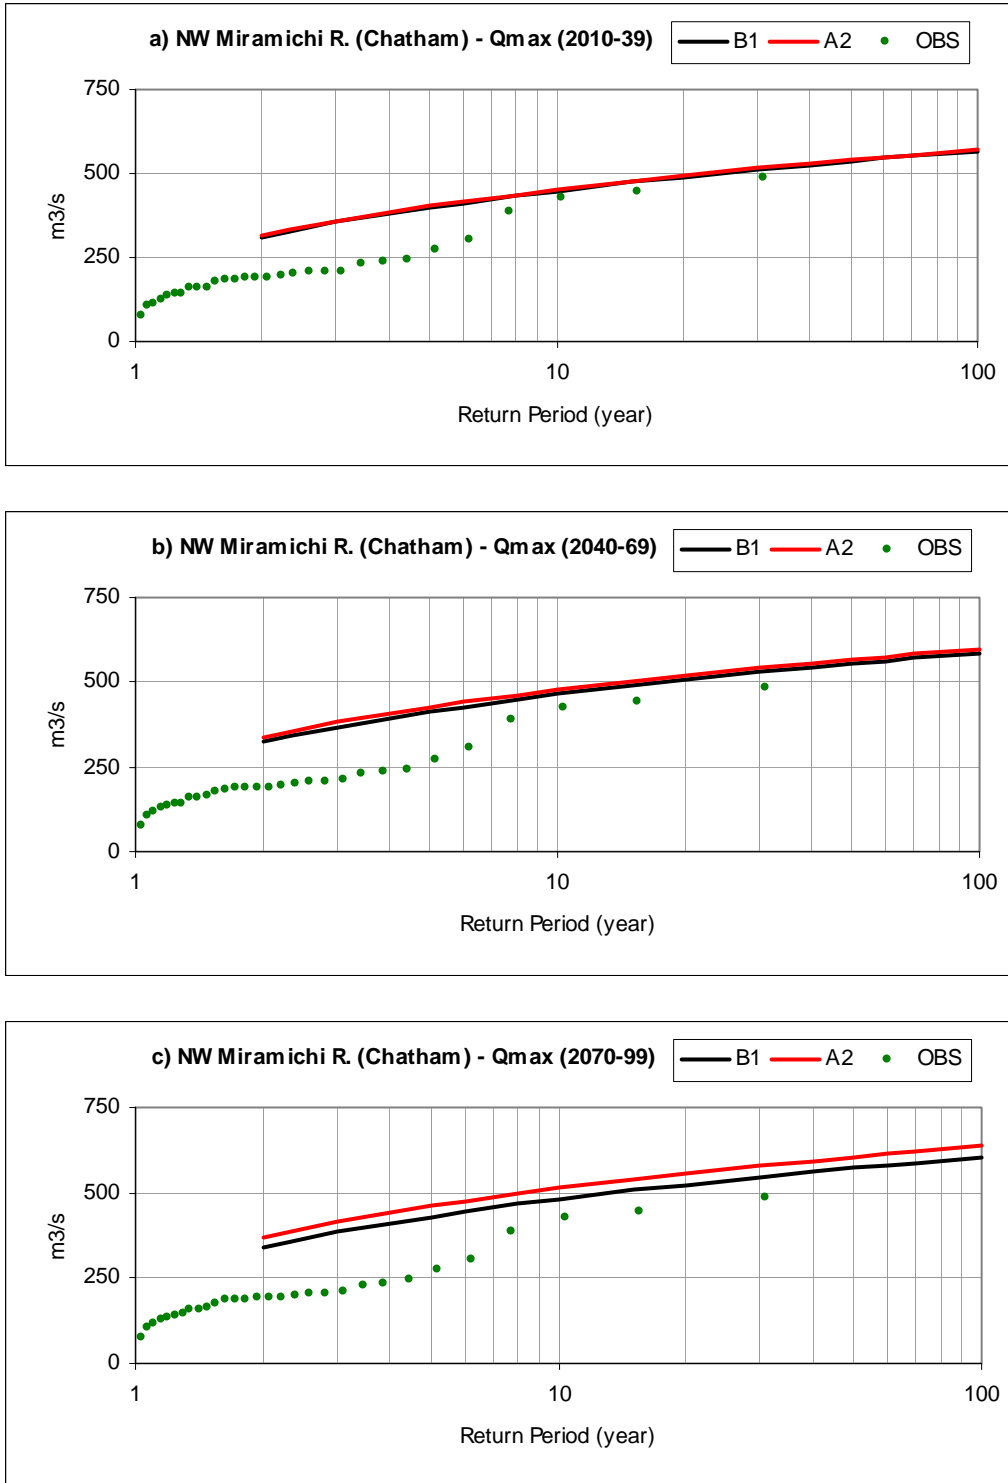 a) NW Miramichi R. (Chatham) - Qmax (2010-39)
B1 A2 OBS
750
500
250
0
m3/s
1 10 100
Return Period (year)
b) NW Miramichi R. (Chatham) - Qmax (2040-69)
B1 A2 OBS
750
500
250
0
m3/s
1 10 100
Return Period (year)
c) NW Miramichi R. (Chatham) - Qmax (2070-99)
B1 A2 OBS
750
500
250
0
m3/s
1 10 100
Return Period (year)